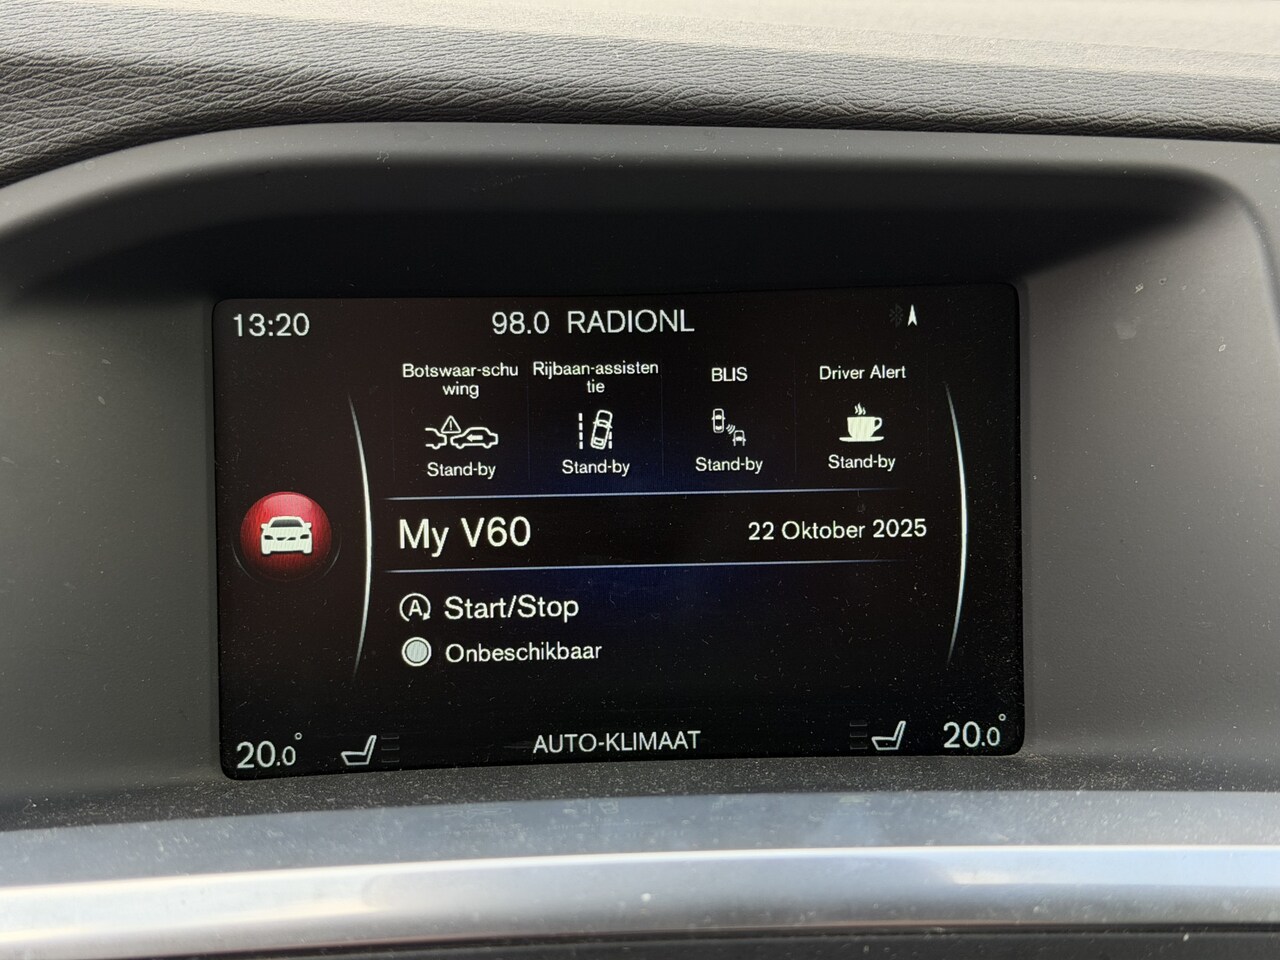 13:20 98.0 RADIONL
Botswaar-schu
wing
Rijbaan-assisten
tie
BLIS
Driver Alert
Stand-by Stand-by Stand-by Stand-by
My V60 22 Oktober 2025
A Start/Stop
Onbeschikbaar
20.0° AUTO-KLIMAAT 20.0°